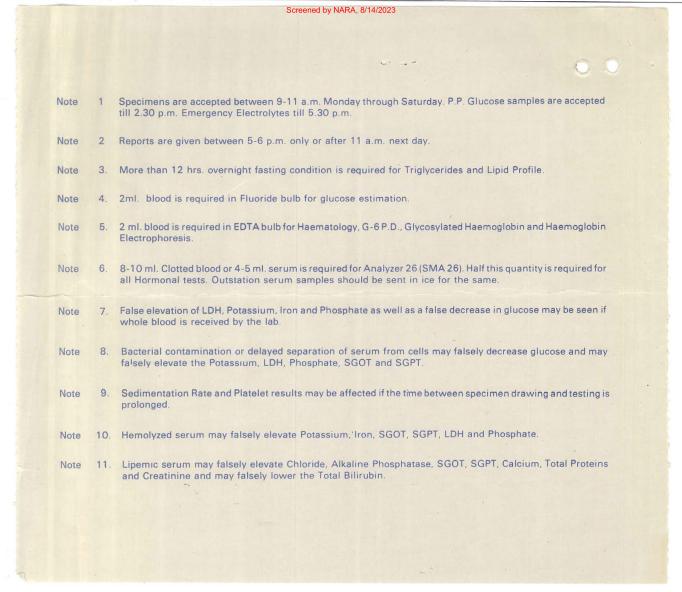 Screened by NARA, 8/14/2023
Note 1 Specimens are accepted between 9-11 a.m. Monday through Saturday. P.P. Glucose samples are accepted
till 2.30 p.m. Emergency Electrolytes till 5.30 p.m.
Note 2 Reports are given between 5-6 p.m. only or after 11 a.m. next day.
Note 3. More than 12 hrs. overnight fasting condition is required for Triglycerides and Lipid Profile.
Note 4. 2ml. blood is required in Fluoride bulb for glucose estimation.
Note 5. 2 ml. blood is required in EDTA bulb for Haematology, G-6 P.D., Glycosylated Haemoglobin and Haemoglobin
Electrophoresis.
Note 6. 8-10 ml. Clotted blood or 4-5 ml. serum is required for Analyzer 26 (SMA 26). Half this quantity is required for
all Hormonal tests. Outstation serum samples should be sent in ice for the same.
Note 7. False elevation of LDH, Potassium, Iron and Phosphate as well as a false decrease in glucose may be seen if
whole blood is received by the lab.
Note 8. Bacterial contamination or delayed separation of serum from cells may falsely decrease glucose and may
falsely elevate the Potassium, LDH, Phosphate, SGOT and SGPT.
Note 9. Sedimentation Rate and Platelet results may be affected if the time between specimen drawing and testing is
prolonged.
Note 10. Hemolyzed serum may falsely elevate Potassium, Iron, SGOT, SGPT, LDH and Phosphate.
Note 11. Lipemic serum may falsely elevate Chloride, Alkaline Phosphatase, SGOT, SGPT, Calcium, Total Proteins
and Creatinine and may falsely lower the Total Bilirubin.